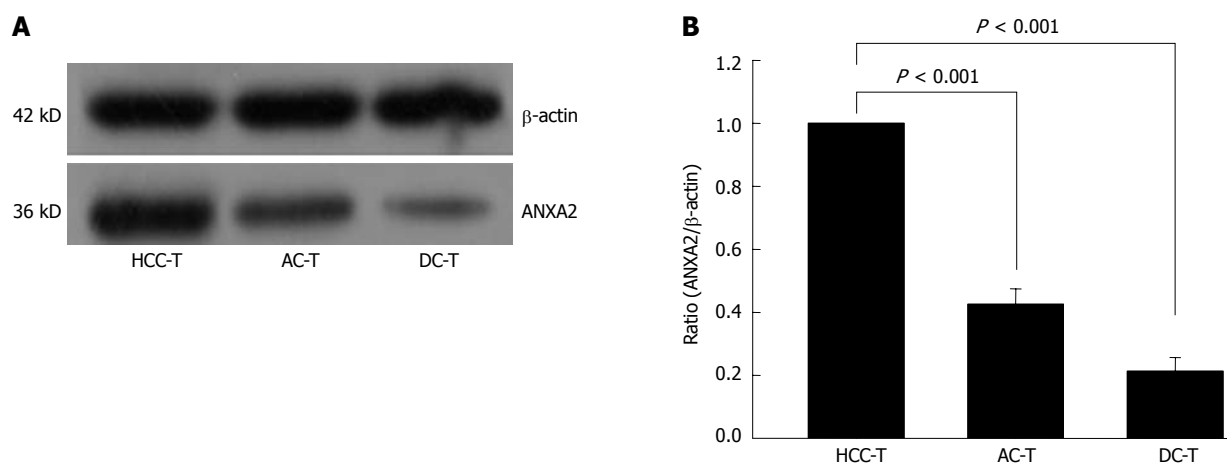 A
42 kD
β-actin
36 kD
ANXA2
HCC-T AC-T DC-T
B
P < 0.001
P < 0.001
Ratio (ANXA2/β-actin)
1.2
1.0
0.8
0.6
0.4
0.2
0.0
HCC-T AC-T DC-T